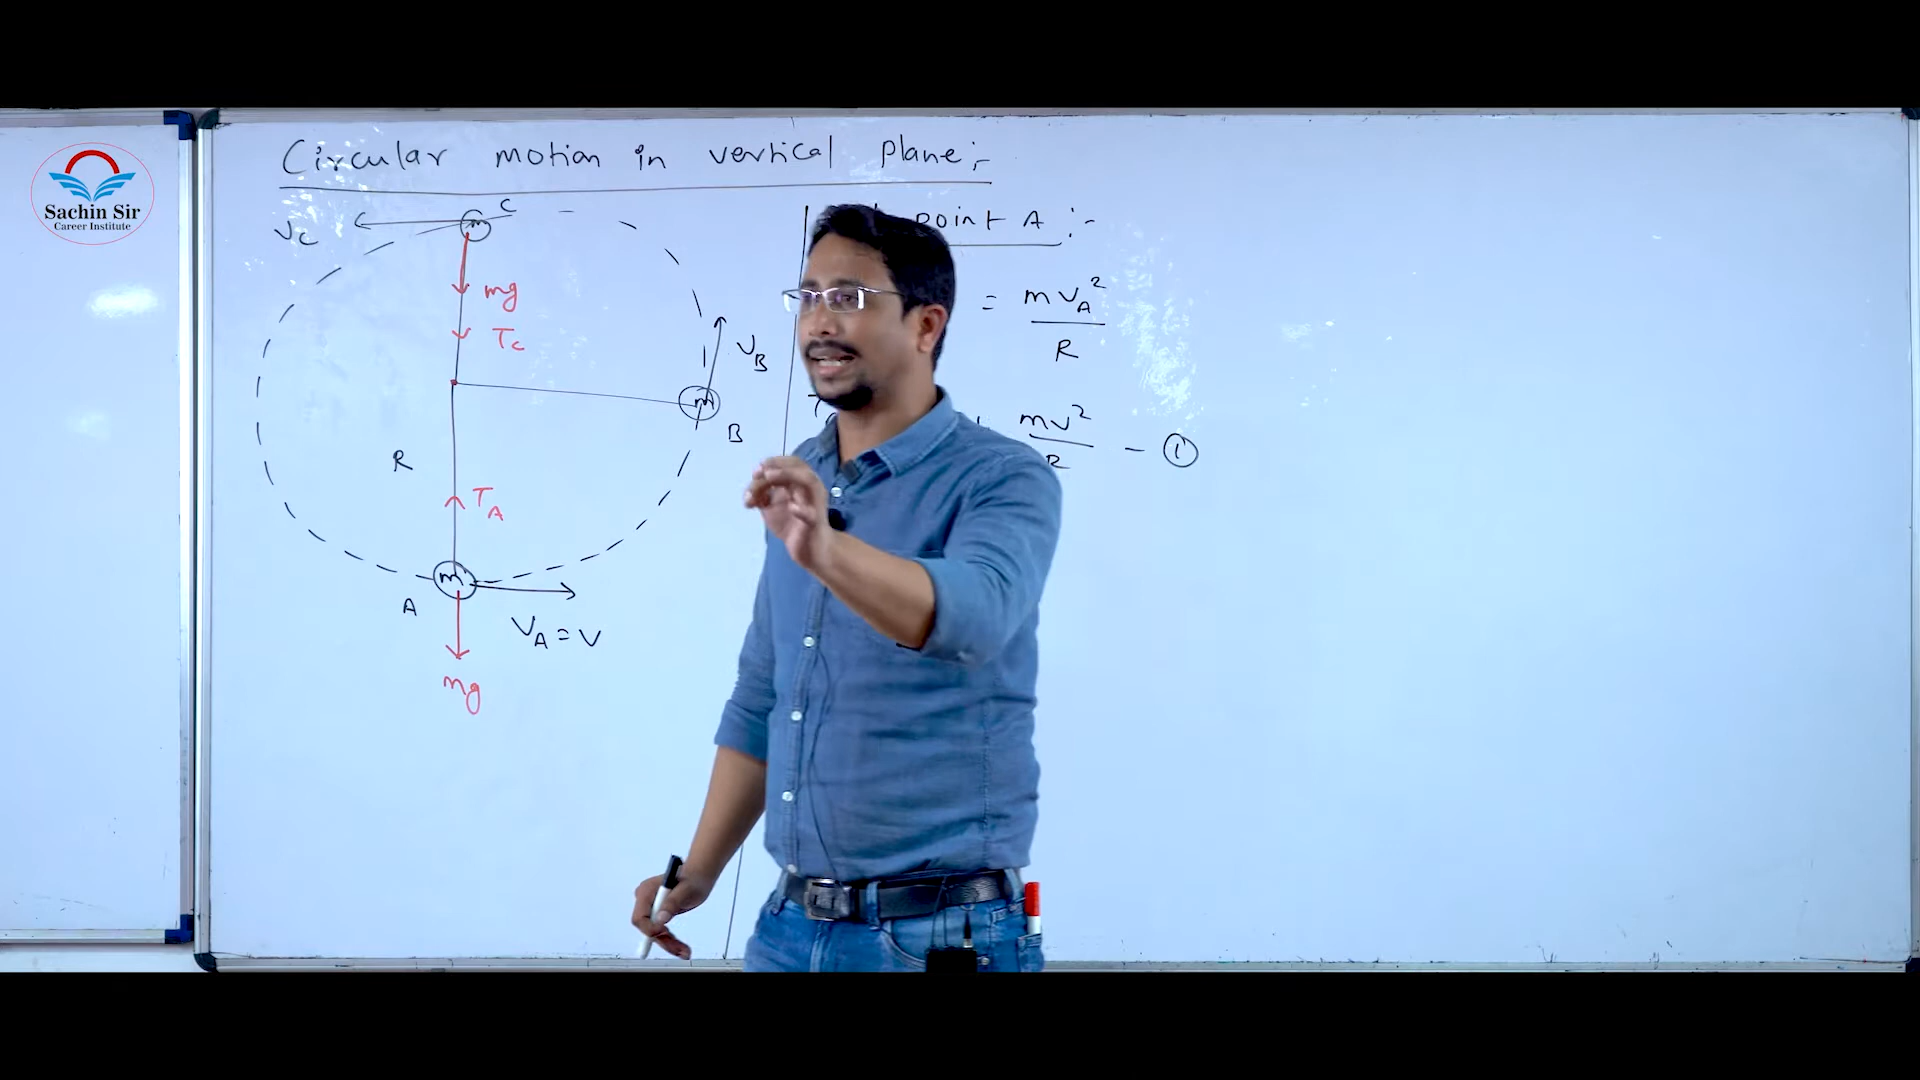 Sachin Sir
Career Institute
Circular motion in vertical plane :-
C
VC
m
mg
TC
VB
m
B
R
TA
m
A
VA = V
mg
point A :-
= mVA²
R
mv²
R
- ①